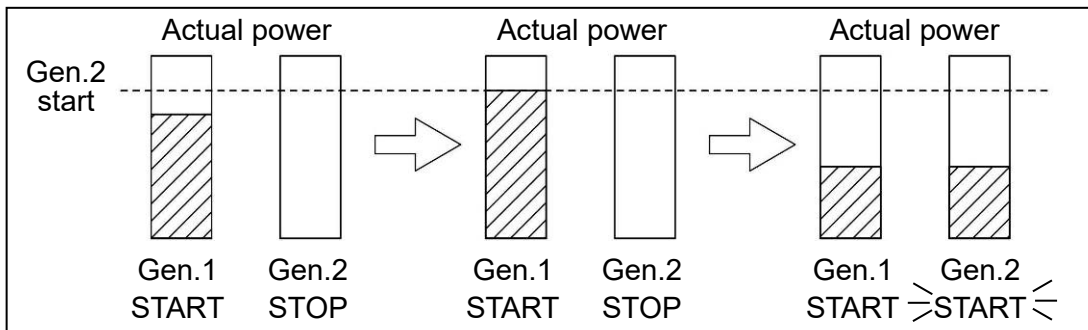 Actual power
Actual power
Actual power
Gen.2
start
Gen.1
Gen.2
Gen.1
Gen.2
Gen.1
Gen.2
START
STOP
START
STOP
START
START